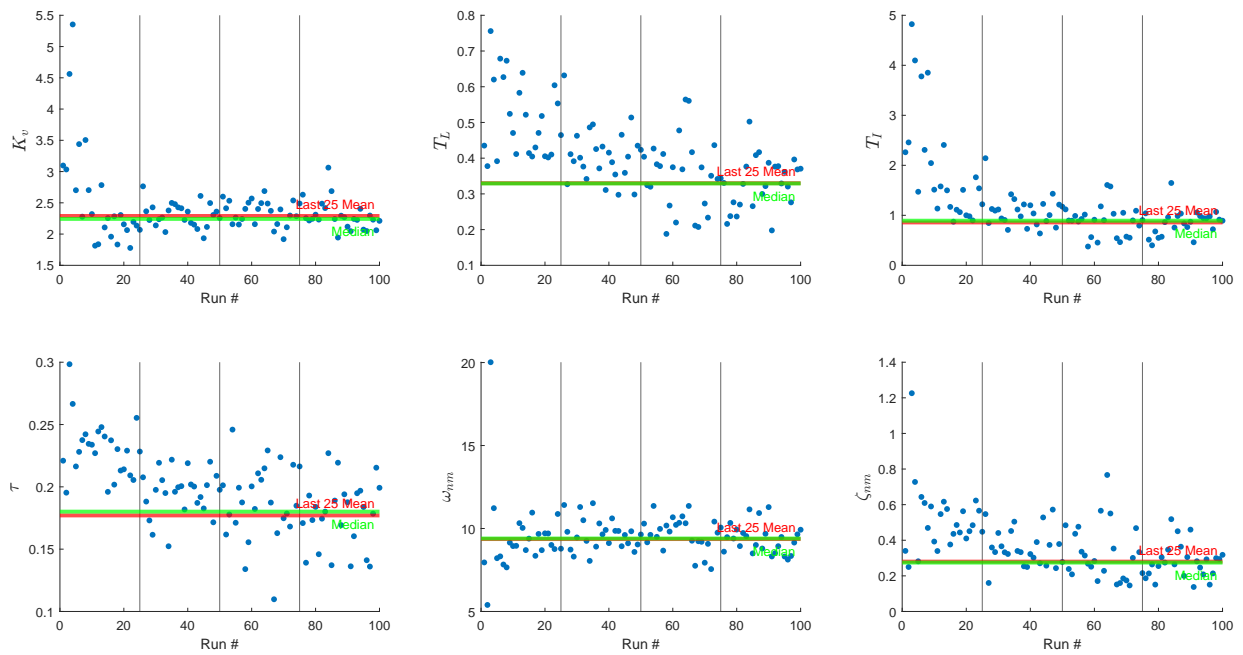 5.5
5
4.5
4
3.5
3
2.5
2
1.5
K_v
0 20 40 60 80 100
Run #
Last 25 Mean
Median
0.8
0.7
0.6
0.5
0.4
0.3
0.2
0.1
T_L
0 20 40 60 80 100
Run #
Last 25 Mean
Median
5
4
3
2
1
0
T_I
0 20 40 60 80 100
Run #
Last 25 Mean
Median
0.3
0.25
0.2
0.15
0.1
τ
0 20 40 60 80 100
Run #
Last 25 Mean
Median
20
15
10
5
ω_{nm}
0 20 40 60 80 100
Run #
Last 25 Mean
Median
1.4
1.2
1
0.8
0.6
0.4
0.2
0
ζ_{nm}
0 20 40 60 80 100
Run #
Last 25 Mean
Median